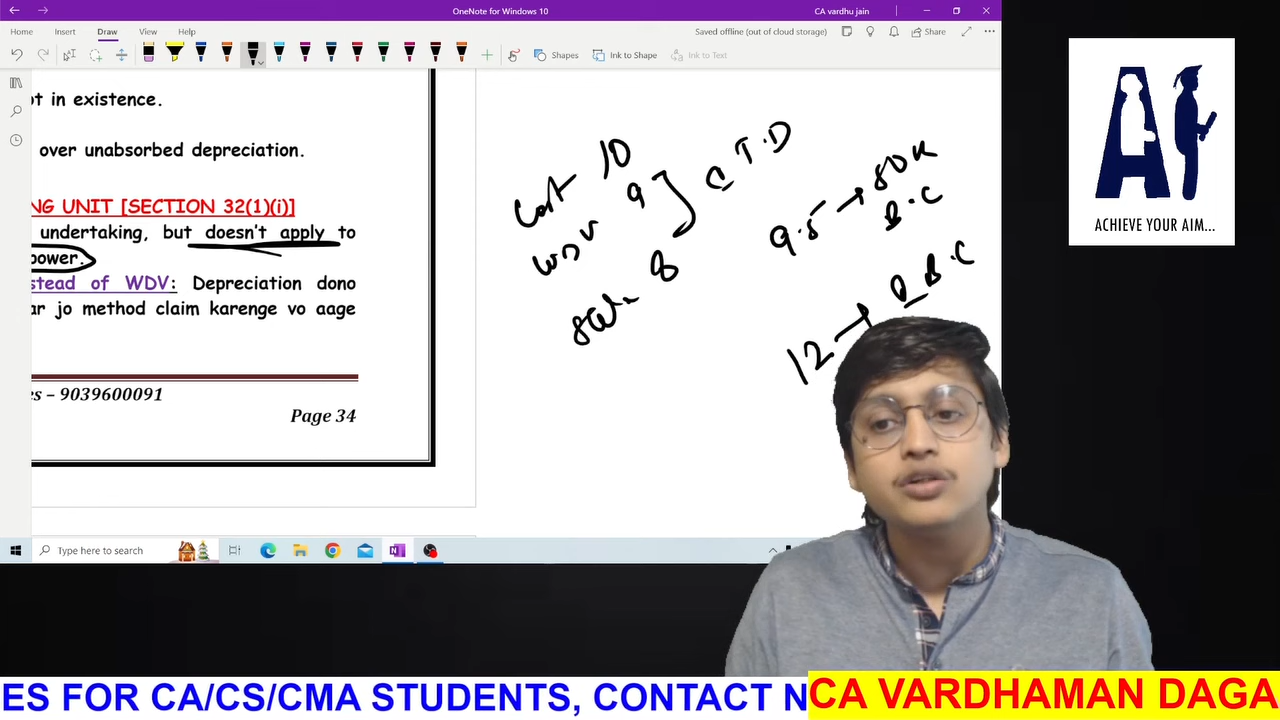 OneNote for Windows 10
CA vardhu jain
Home Insert Draw View Help
Saved offline (out of cloud storage)
Share
Shapes
Ink to Shape
Ink to Text
ot in existence.
over unabsorbed depreciation.
NG UNIT [SECTION 32(1)(i)]
undertaking, but doesn't apply to
power.
stead of WDV: Depreciation dono
ar jo method claim karenge vo aage
es – 9039600091
Page 34
Cost 10
WDV 9
8
T.D
9.5 → 50K
B.C
12 → B.C
Type here to search
ACHIEVE YOUR AIM...
ES FOR CA/CS/CMA STUDENTS, CONTACT N
CA VARDHAMAN DAGA